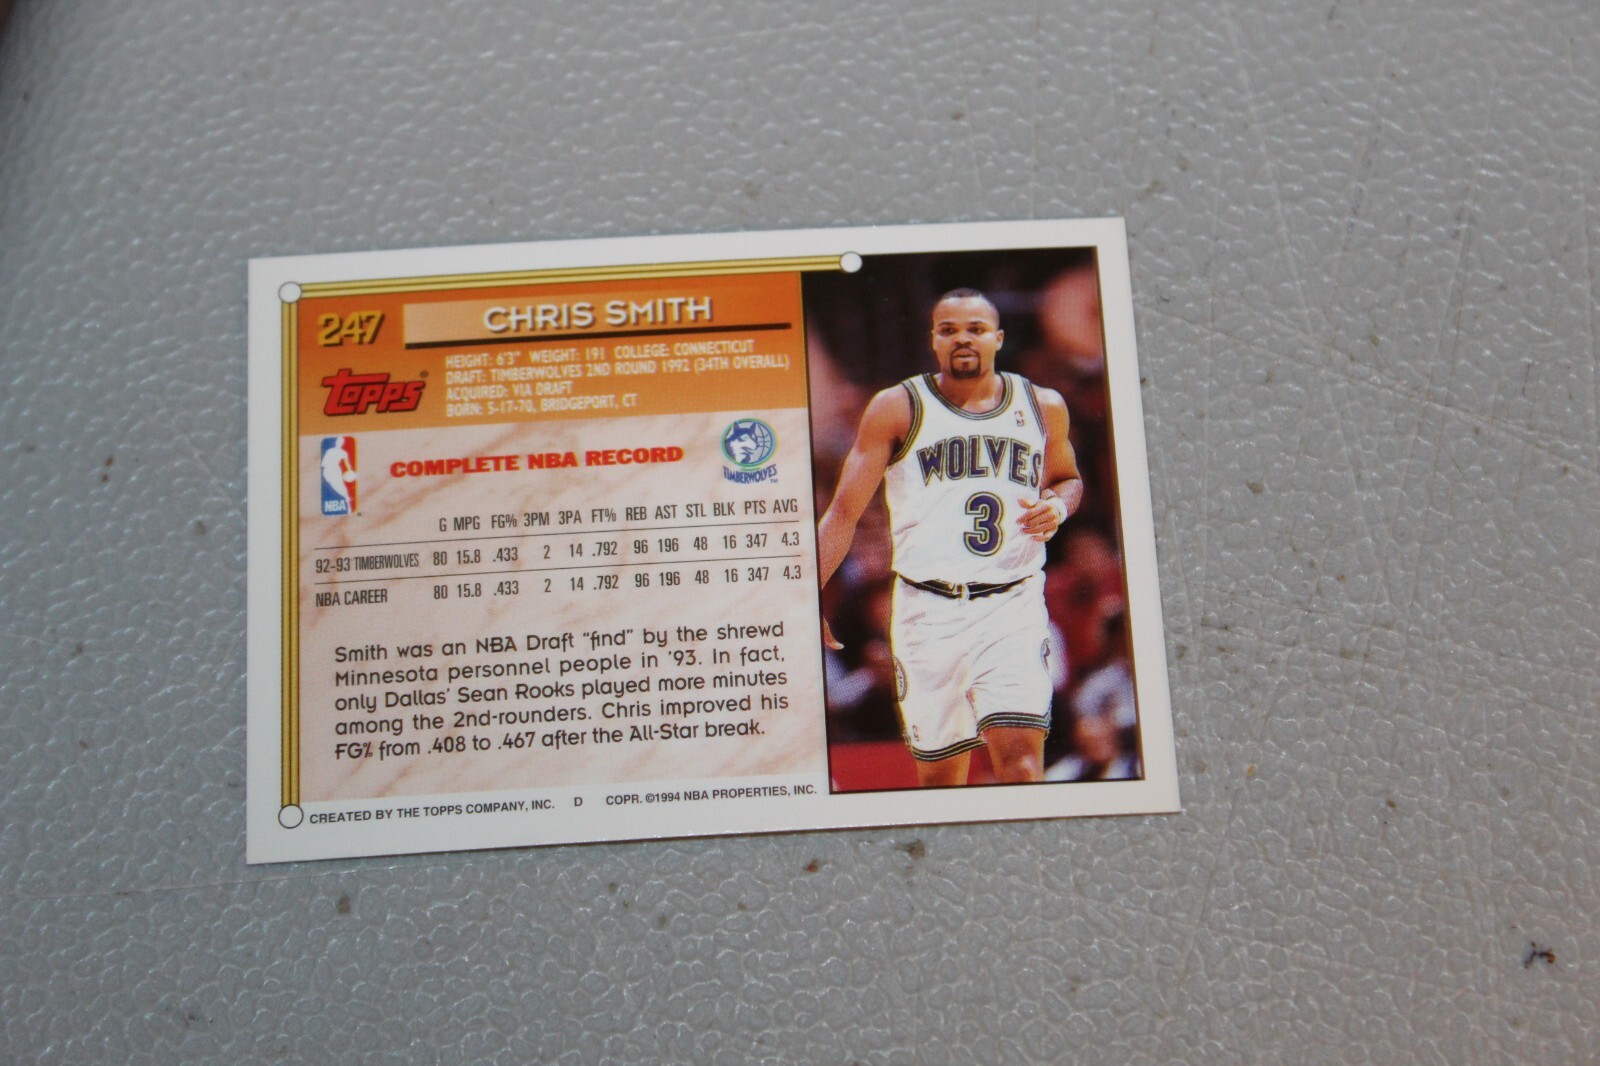 247
CHRIS SMITH
Topps®
HEIGHT: 6'3" WEIGHT: 191 COLLEGE: CONNECTICUT
DRAFT: TIMBERWOLVES 2ND ROUND 1992 (34TH OVERALL)
ACQUIRED: VIA DRAFT
BORN: 5-17-70, BRIDGEPORT, CT
NBA
COMPLETE NBA RECORD
TIMBERWOLVES™
G MPG FG% 3PM 3PA FT% REB AST STL BLK PTS AVG
92-93 TIMBERWOLVES 80 15.8 .433 2 14 .792 96 196 48 16 347 4.3
NBA CAREER 80 15.8 .433 2 14 .792 96 196 48 16 347 4.3
Smith was an NBA Draft "find" by the shrewd
Minnesota personnel people in '93. In fact,
only Dallas' Sean Rooks played more minutes
among the 2nd-rounders. Chris improved his
FG% from .408 to .467 after the All-Star break.
CREATED BY THE TOPPS COMPANY, INC. D COPR. ©1994 NBA PROPERTIES, INC.
WOLVES
3